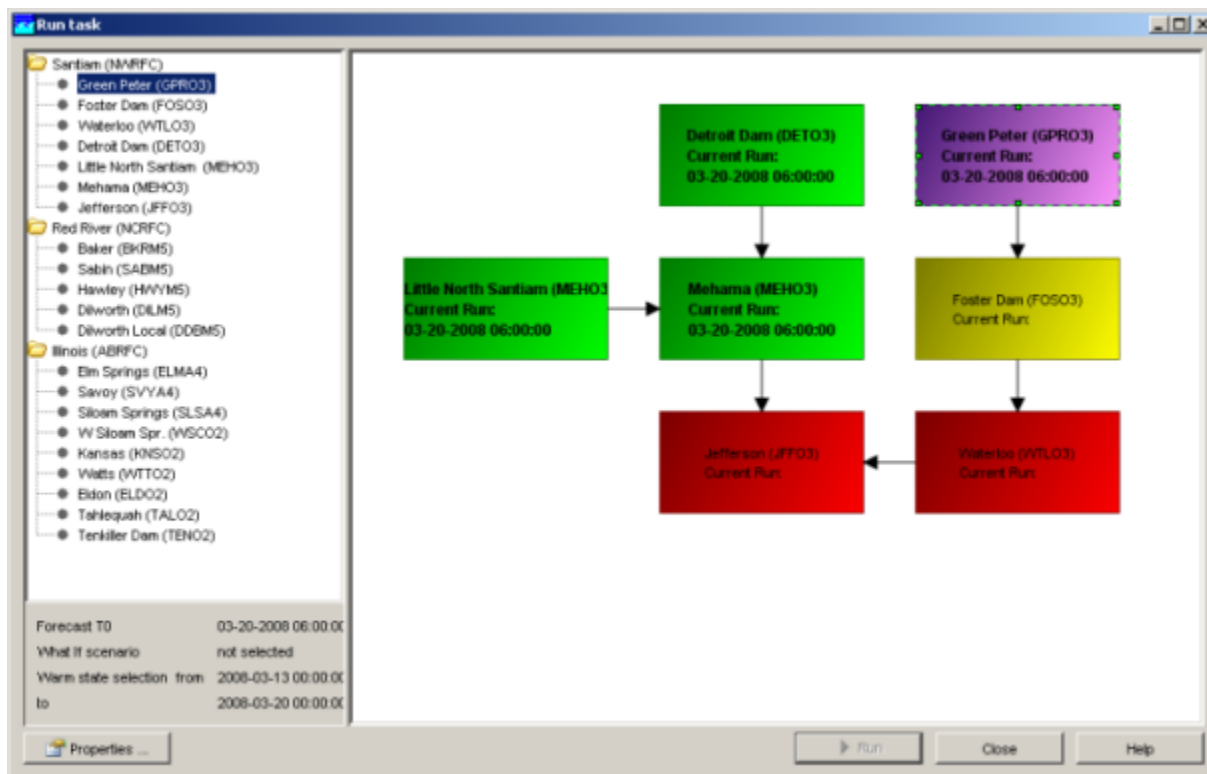 Run task
Santiam (NWRFC)
Green Peter (GPRO3)
Foster Dam (FOSO3)
Waterloo (WTLO3)
Detroit Dam (DETO3)
Little North Santiam (MEHO3)
Mehama (MEHO3)
Jefferson (JFFO3)
Red River (NCRFC)
Baker (BKRM5)
Sabin (SABM5)
Hawley (HWYM5)
Dilworth (DILM5)
Dilworth Local (DDBM5)
Illinois (ABRFC)
Elm Springs (ELMA4)
Savoy (SVYA4)
Siloam Springs (SLSA4)
W Siloam Spr. (WSCO2)
Kansas (KNSO2)
Watts (WTTO2)
Eldon (ELDO2)
Tahlequah (TALO2)
Tenkiller Dam (TENO2)
Forecast T0 03-20-2008 06:00:00
What If scenario not selected
Warm state selection from 2008-03-13 00:00:00
to 2008-03-20 00:00:00
Detroit Dam (DETO3)
Current Run:
03-20-2008 06:00:00
Green Peter (GPRO3)
Current Run:
03-20-2008 06:00:00
Little North Santiam (MEHO3
Current Run:
03-20-2008 06:00:00
Mehama (MEHO3)
Current Run:
03-20-2008 06:00:00
Foster Dam (FOSO3)
Current Run:
Jefferson (JFFO3)
Current Run:
Waterloo (WTLO3)
Current Run:
Properties ...
Run
Close
Help